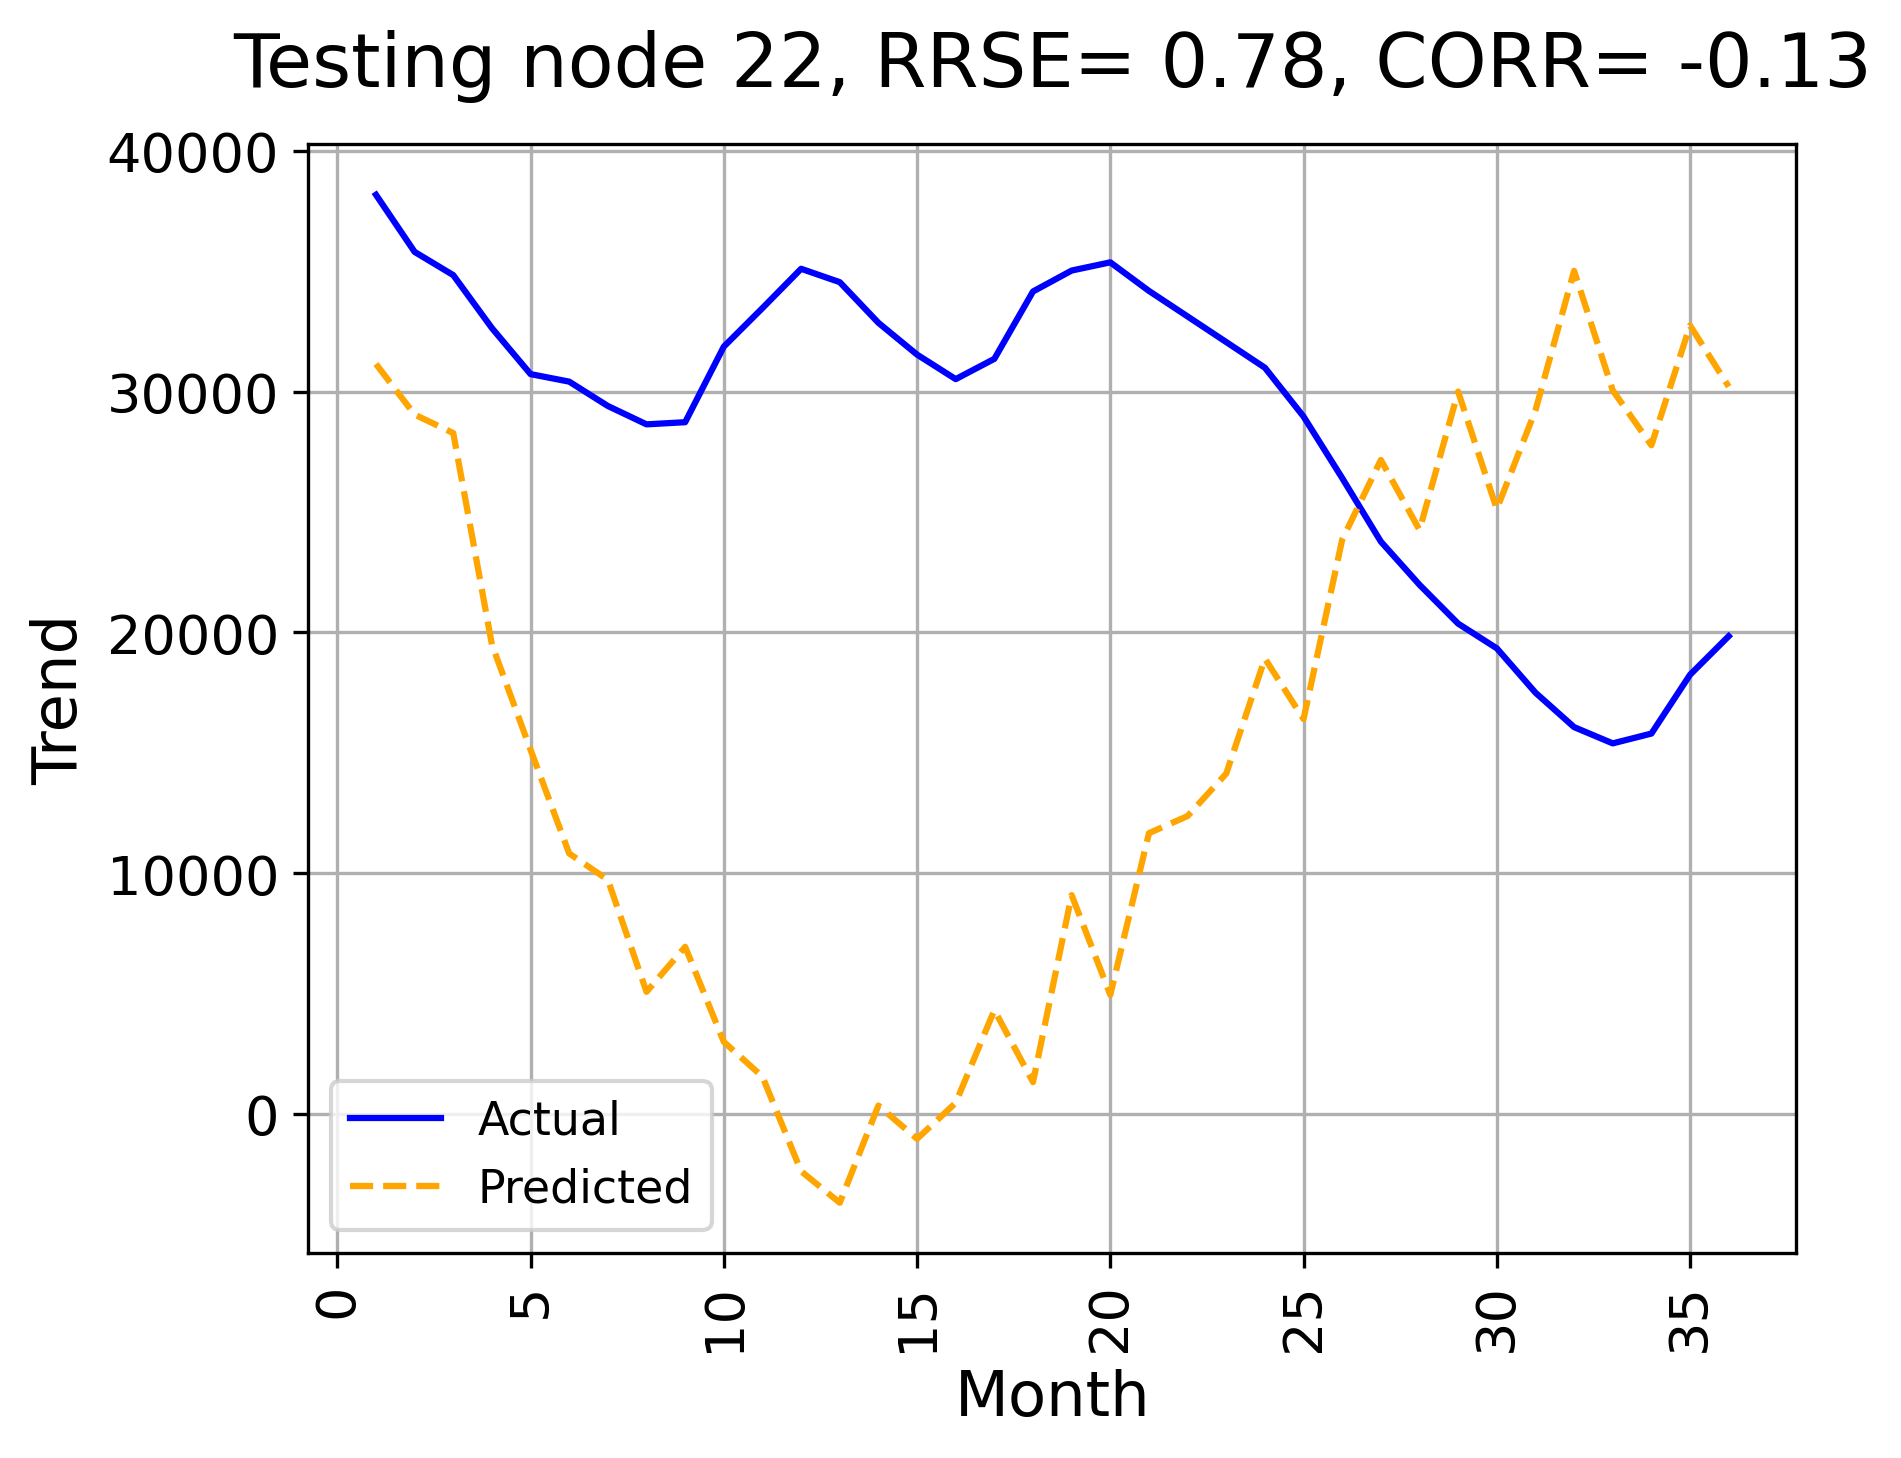 Testing node 22, RRSE= 0.78, CORR= -0.13
40000
30000
20000
10000
0
Trend
Actual
Predicted
0 5 10 15 20 25 30 35
Month